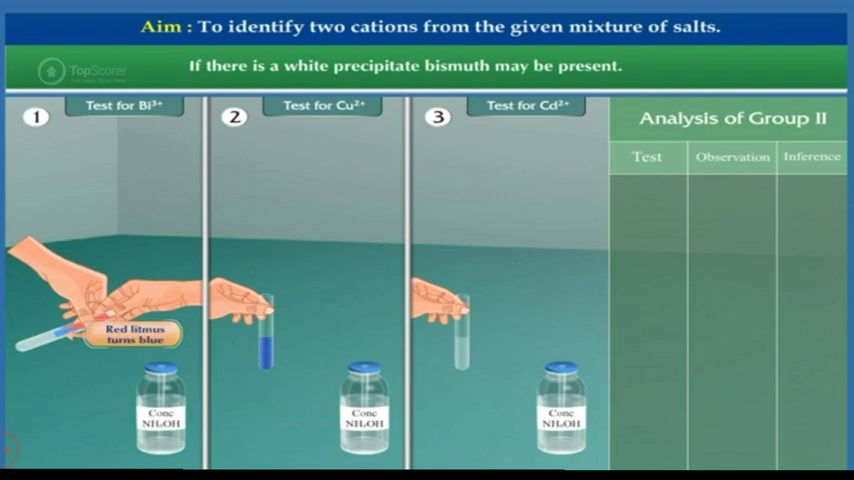 Aim : To identify two cations from the given mixture of salts.
TopScorer
If there is a white precipitate bismuth may be present.
1
Test for Bi³⁺
2
Test for Cu²⁺
3
Test for Cd²⁺
Analysis of Group II
Test Observation Inference
Red litmus
turns blue
Conc
NH₄OH
Conc
NH₄OH
Conc
NH₄OH